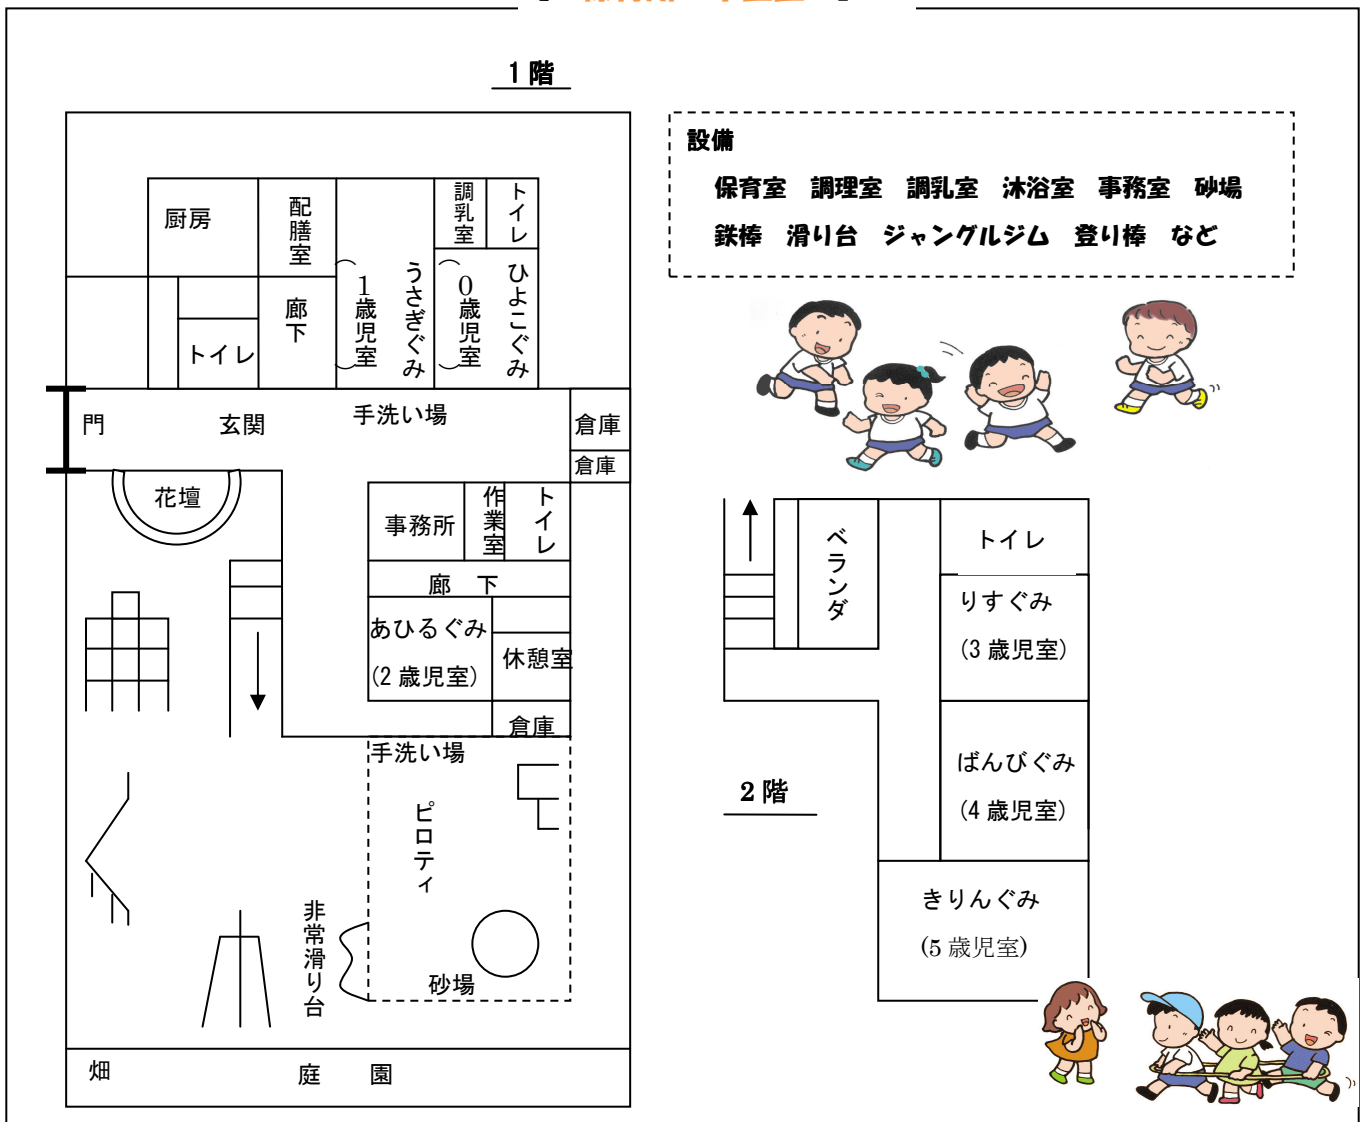 1階
設備
保育室 調理室 調乳室 沐浴室 事務室 砂場
鉄棒 滑り台 ジャングルジム 登り棒 など
厨房
配膳室
調乳室
トイレ
うさぎぐみ
(1歳児室)
ひよこぐみ
(0歳児室)
廊下
トイレ
門
玄関
手洗い場
倉庫
倉庫
花壇
事務所
作業室
トイレ
廊 下
あひるぐみ
(2歳児室)
休憩室
倉庫
手洗い場
ピロティ
非常滑り台
砂場
畑
庭 園
ベランダ
トイレ
りすぐみ
(3歳児室)
2階
ばんびぐみ
(4歳児室)
きりんぐみ
(5歳児室)